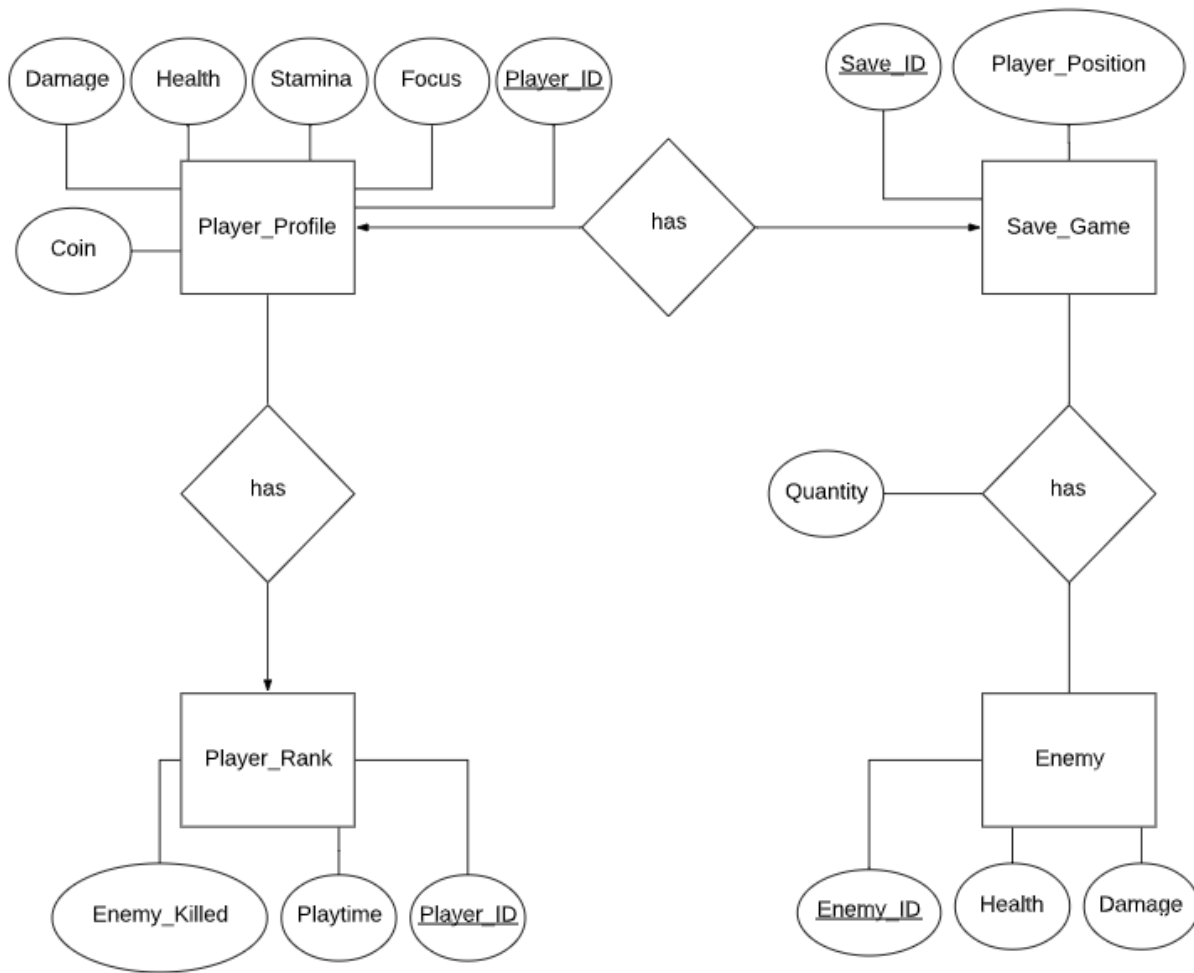 Damage
Health
Stamina
Focus
Player_ID
Save_ID
Player_Position
Player_Profile
has
Save_Game
Coin
has
Quantity
has
Player_Rank
Enemy
Enemy_Killed
Playtime
Player_ID
Enemy_ID
Health
Damage